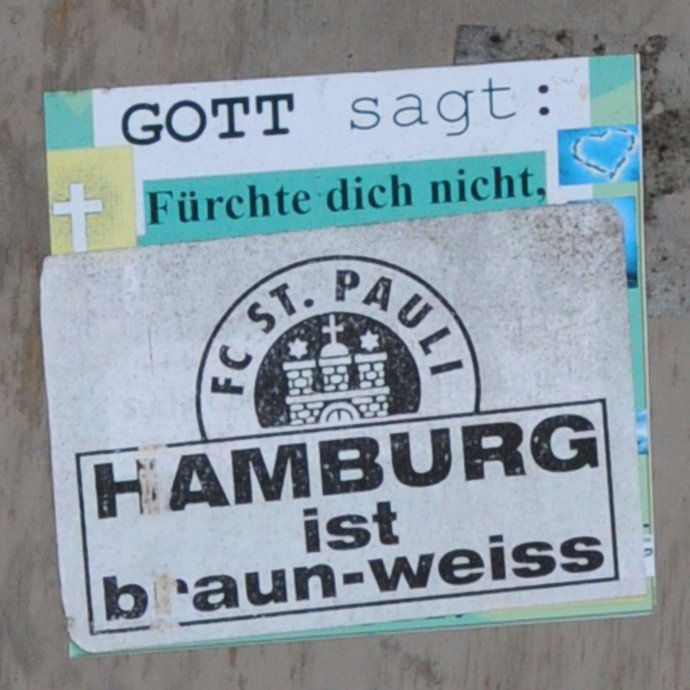 GOTT sagt:
Fürchte dich nicht,
FC ST. PAULI
HAMBURG
ist
braun-weiss